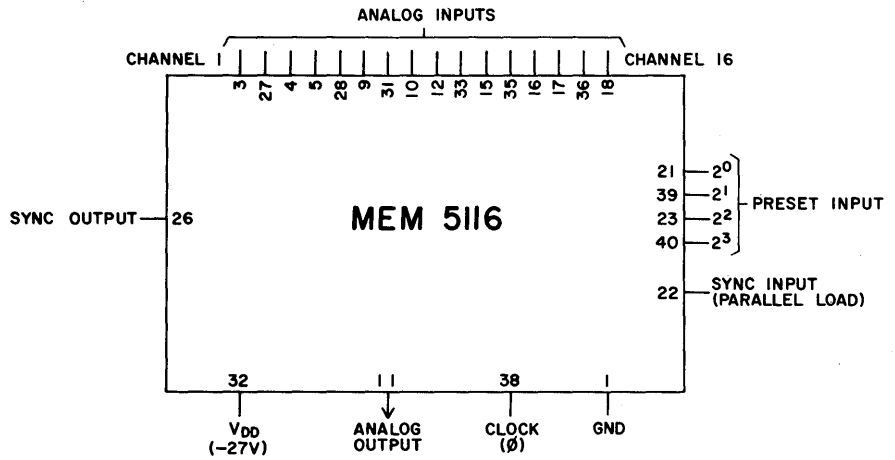 ANALOG INPUTS
CHANNEL 1 CHANNEL 16
3 27 4 5 28 9 31 10 12 33 15 35 16 17 36 18
21 2⁰
39 2¹
PRESET INPUT
SYNC OUTPUT 26 MEM 5116 23 2²
40 2³
22 SYNC INPUT
(PARALLEL LOAD)
32 11 38 1
VDD ANALOG CLOCK GND
(-27V) OUTPUT (Ø)